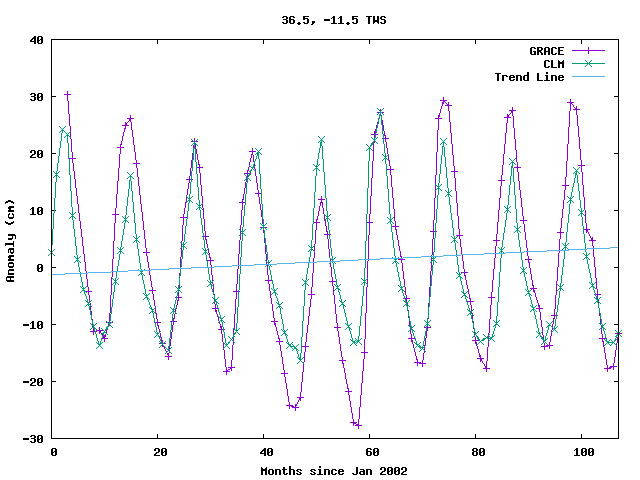 36.5, -11.5 TWS
GRACE
CLM
Trend Line
40
30
20
10
0
-10
-20
-30
Anomaly (cm)
0 20 40 60 80 100
Months since Jan 2002